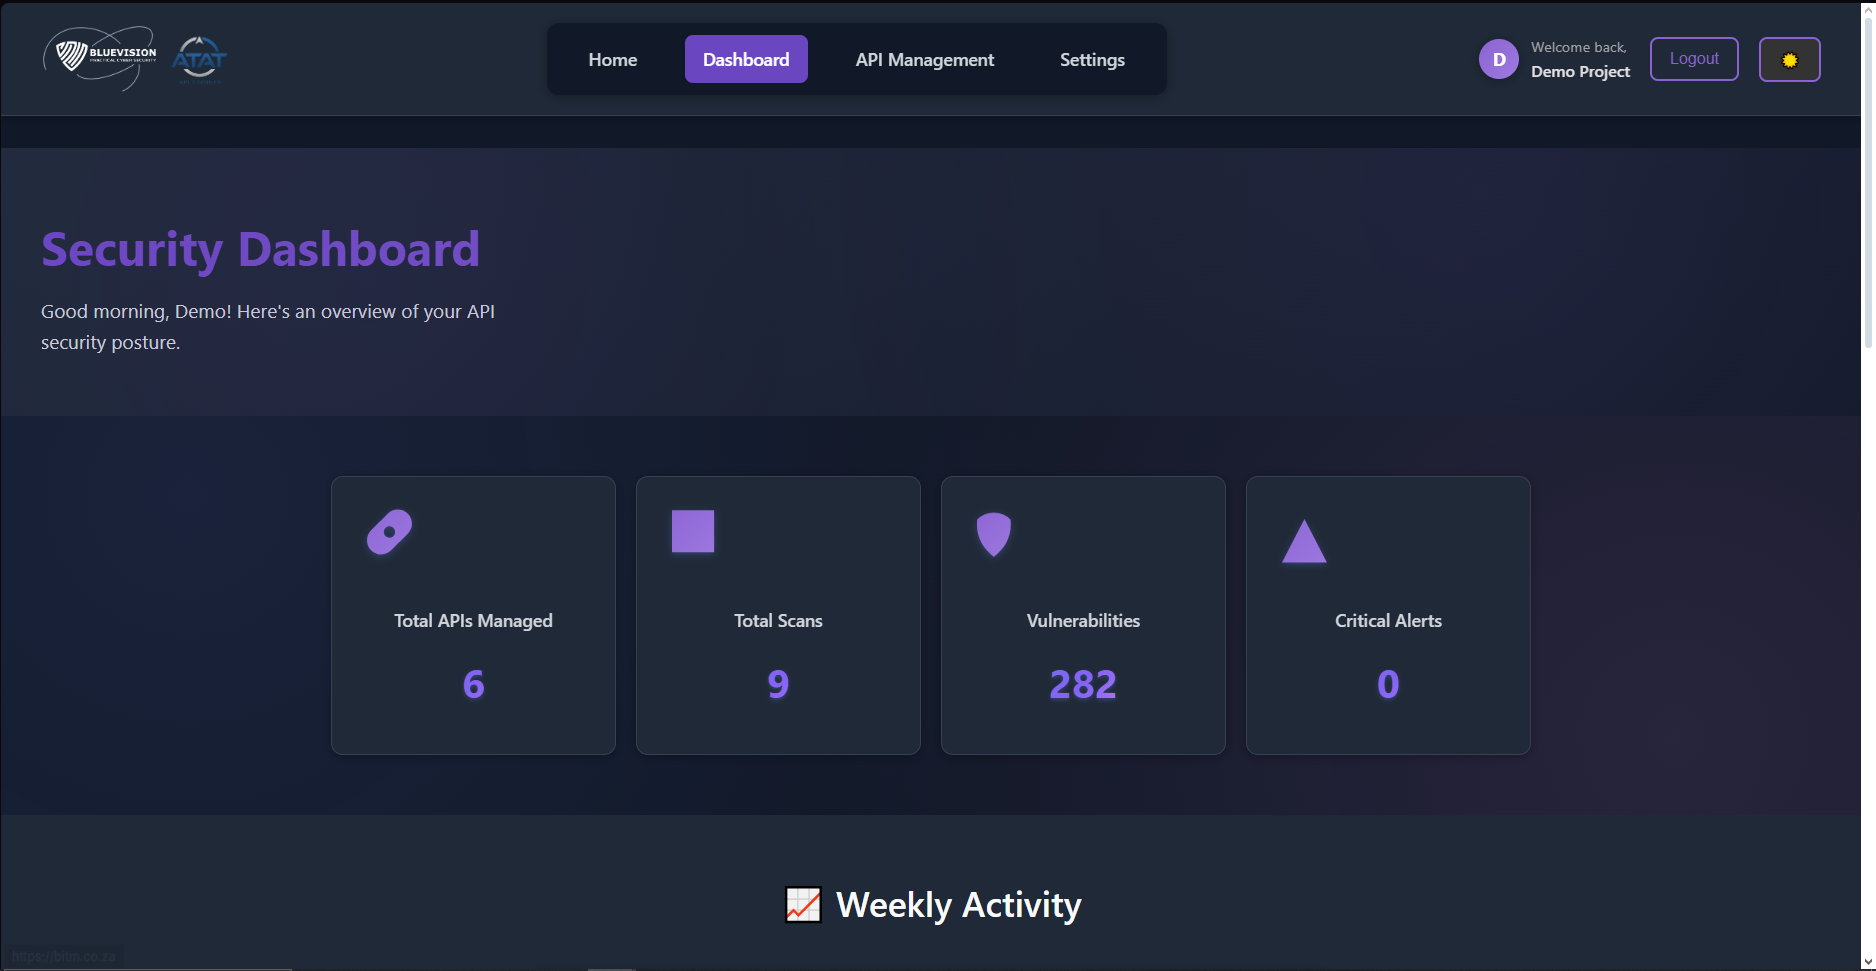 BLUEVISION
PRACTICAL CYBER SECURITY
ATAT
Home
Dashboard
API Management
Settings
D
Welcome back,
Demo Project
Logout
Security Dashboard
Good morning, Demo! Here's an overview of your API
security posture.
Total APIs Managed
6
Total Scans
9
Vulnerabilities
282
Critical Alerts
0
Weekly Activity
https://bitm.co.za